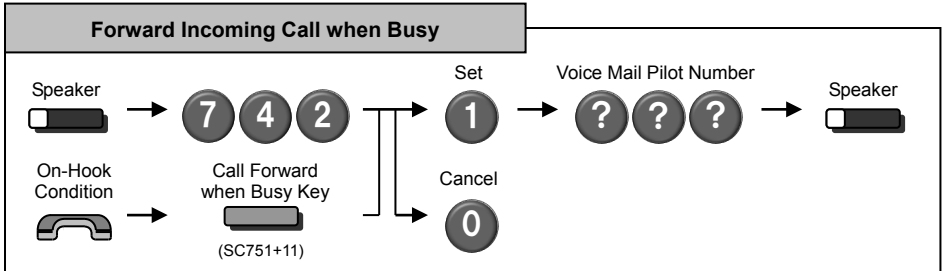 Forward Incoming Call when Busy
Speaker
7 4 2
Set
1
Voice Mail Pilot Number
? ? ?
Speaker
On-Hook
Condition
Call Forward
when Busy Key
(SC751+11)
Cancel
0